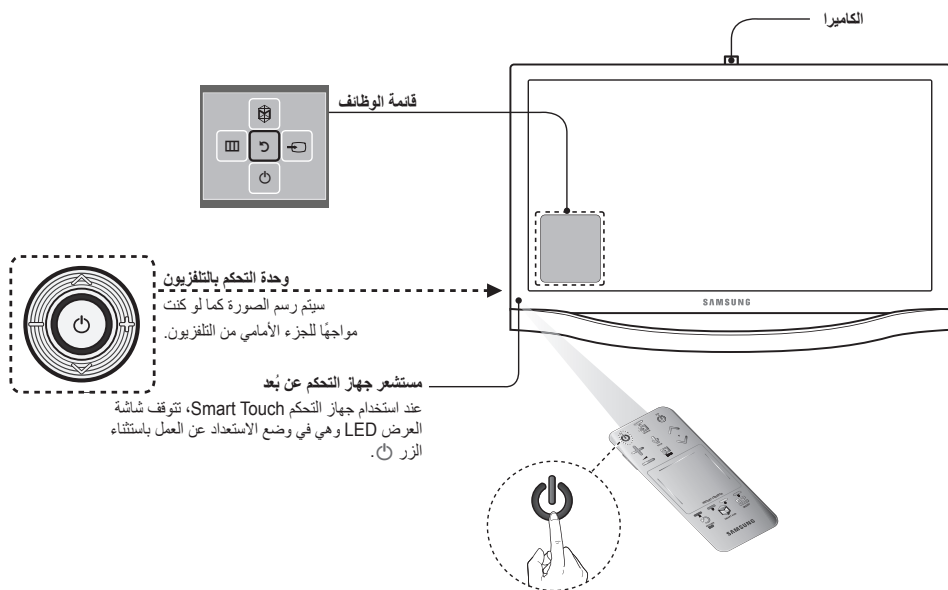 الكاميرا
قائمة الوظائف
SAMSUNG
وحدة التحكم بالتلفزيون
سيتم رسم الصورة كما لو كنت
مواجهًا للجزء الأمامي من التلفزيون.
مستشعر جهاز التحكم عن بُعد
عند استخدام جهاز التحكم Smart Touch، تتوقف شاشة
العرض LED وهي في وضع الاستعداد عن العمل باستثناء
الزر ⏻.
SAMSUNG